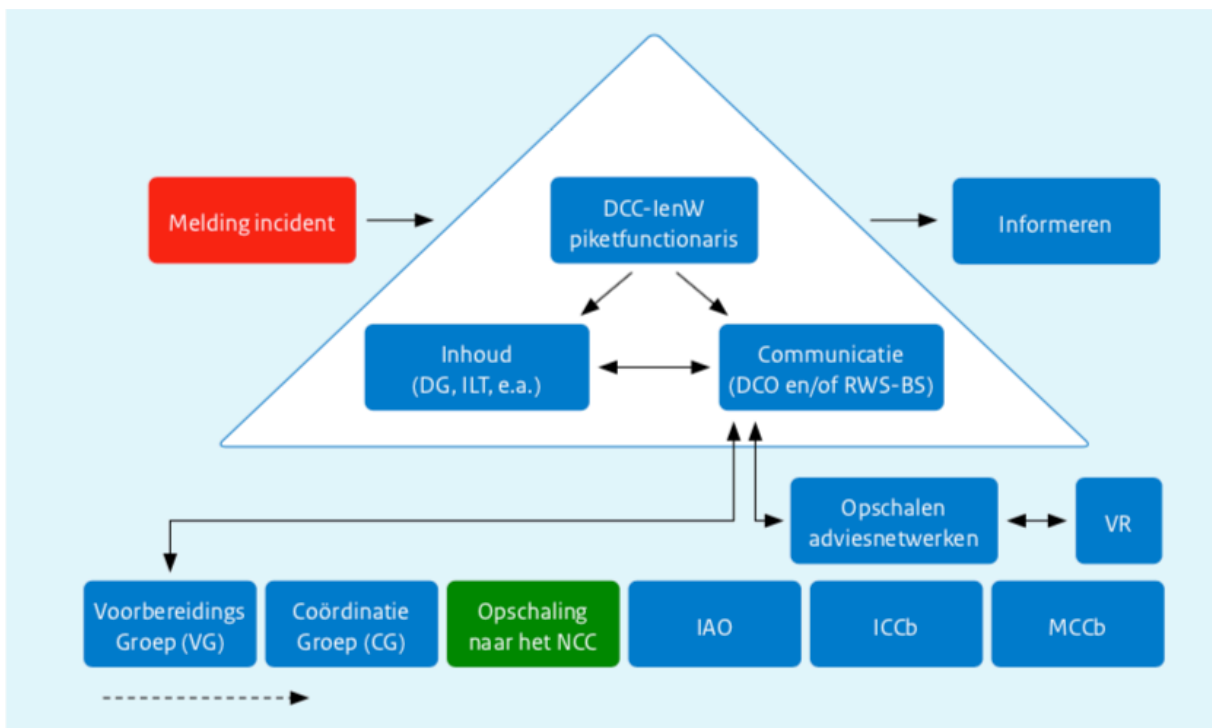 Melding incident
DCC-IenW
piketfunctionaris
Informeren
Inhoud
(DG, ILT, e.a.)
Communicatie
(DCO en/of RWS-BS)
Opschalen
adviesnetwerken
VR
Voorbereidings
Groep (VG)
Coördinatie
Groep (CG)
Opschaling
naar het NCC
IAO
ICCb
MCCb